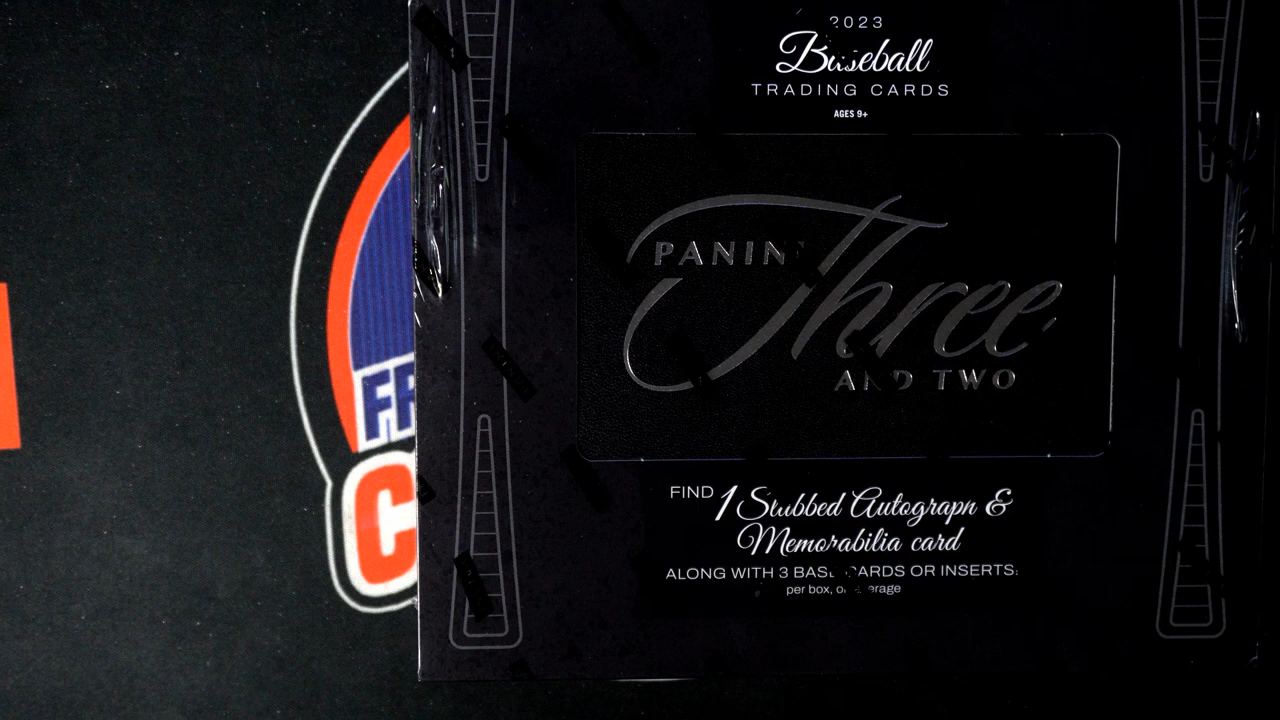 2023
Baseball
TRADING CARDS
AGES 9+
PANINI
Three
AND TWO
FR
C
FIND 1 Stubbed Autograph &
Memorabilia card
ALONG WITH 3 BASE CARDS OR INSERTS,
per box, on average